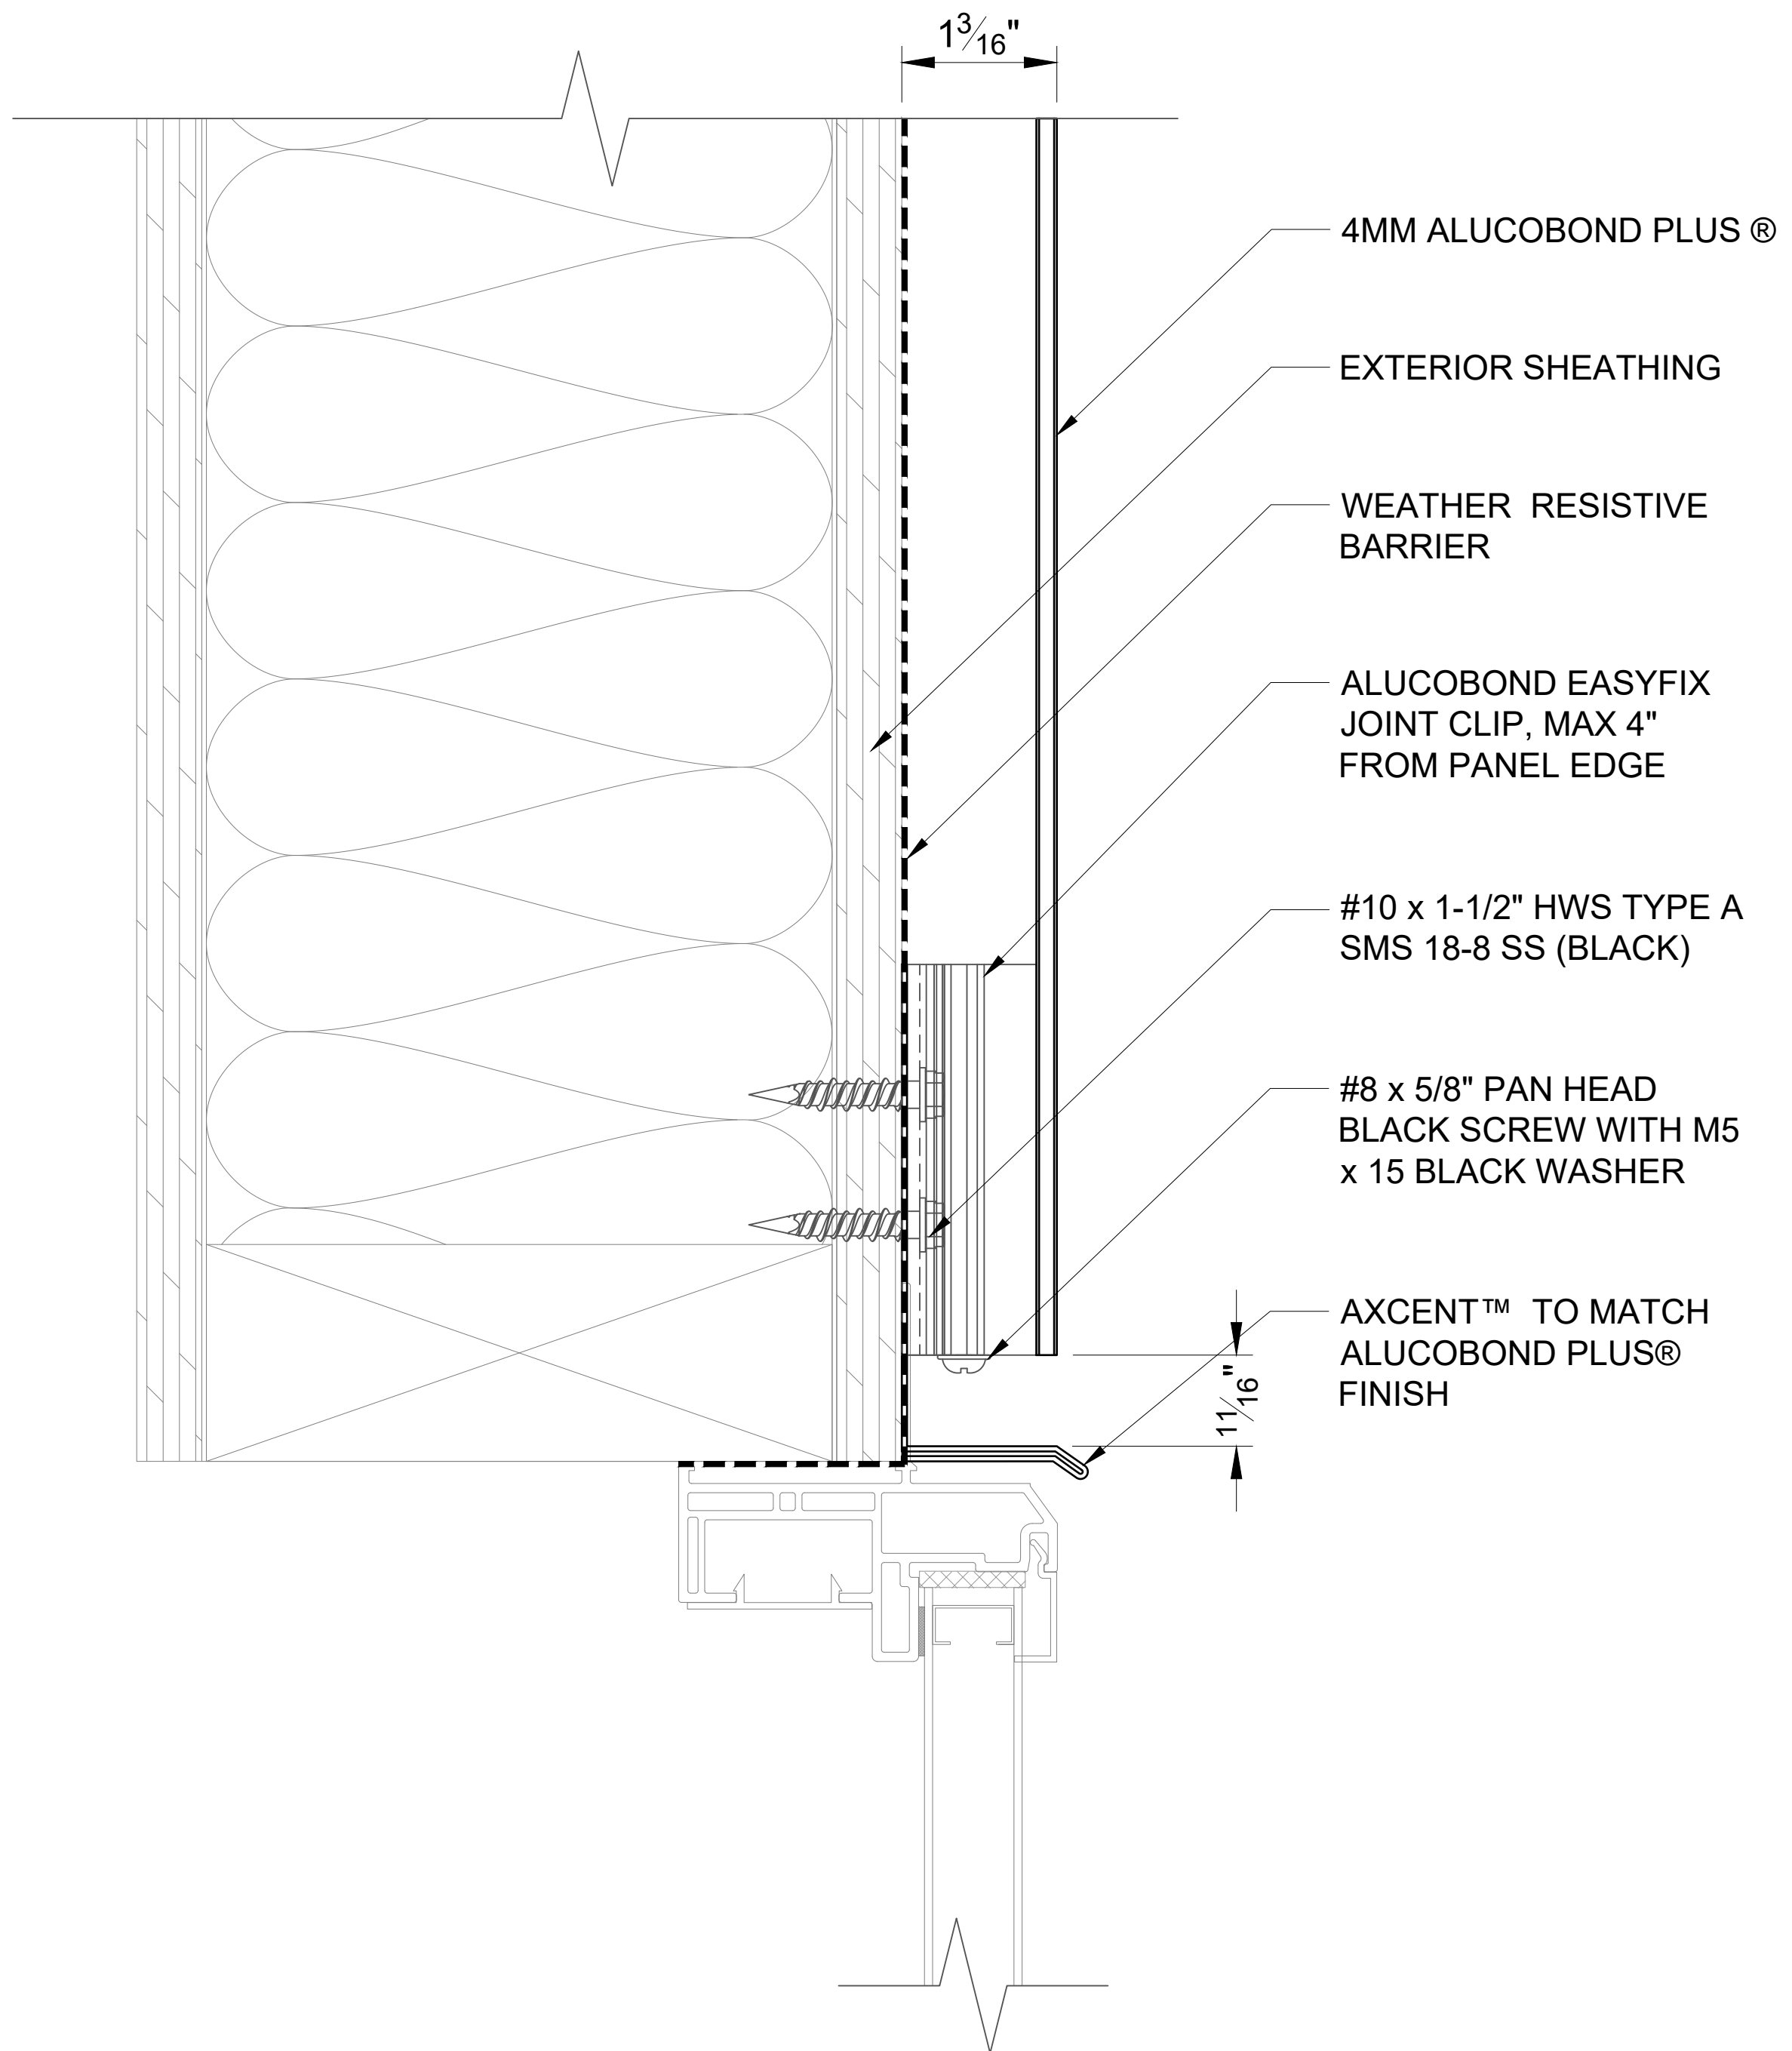 1 3/16"
4MM ALUCOBOND PLUS ®
EXTERIOR SHEATHING
WEATHER RESISTIVE
BARRIER
ALUCOBOND EASYFIX
JOINT CLIP, MAX 4"
FROM PANEL EDGE
#10 x 1-1/2" HWS TYPE A
SMS 18-8 SS (BLACK)
#8 x 5/8" PAN HEAD
BLACK SCREW WITH M5
x 15 BLACK WASHER
AXCENT™ TO MATCH
ALUCOBOND PLUS®
FINISH
11/16"